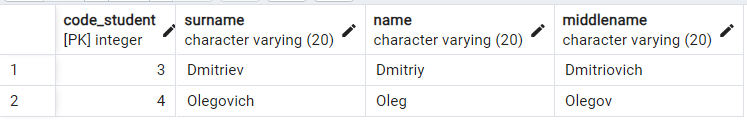 code_student surname name middlename
[PK] integer character varying (20) character varying (20) character varying (20)
1 3 Dmitriev Dmitriy Dmitriovich
2 4 Olegovich Oleg Olegov